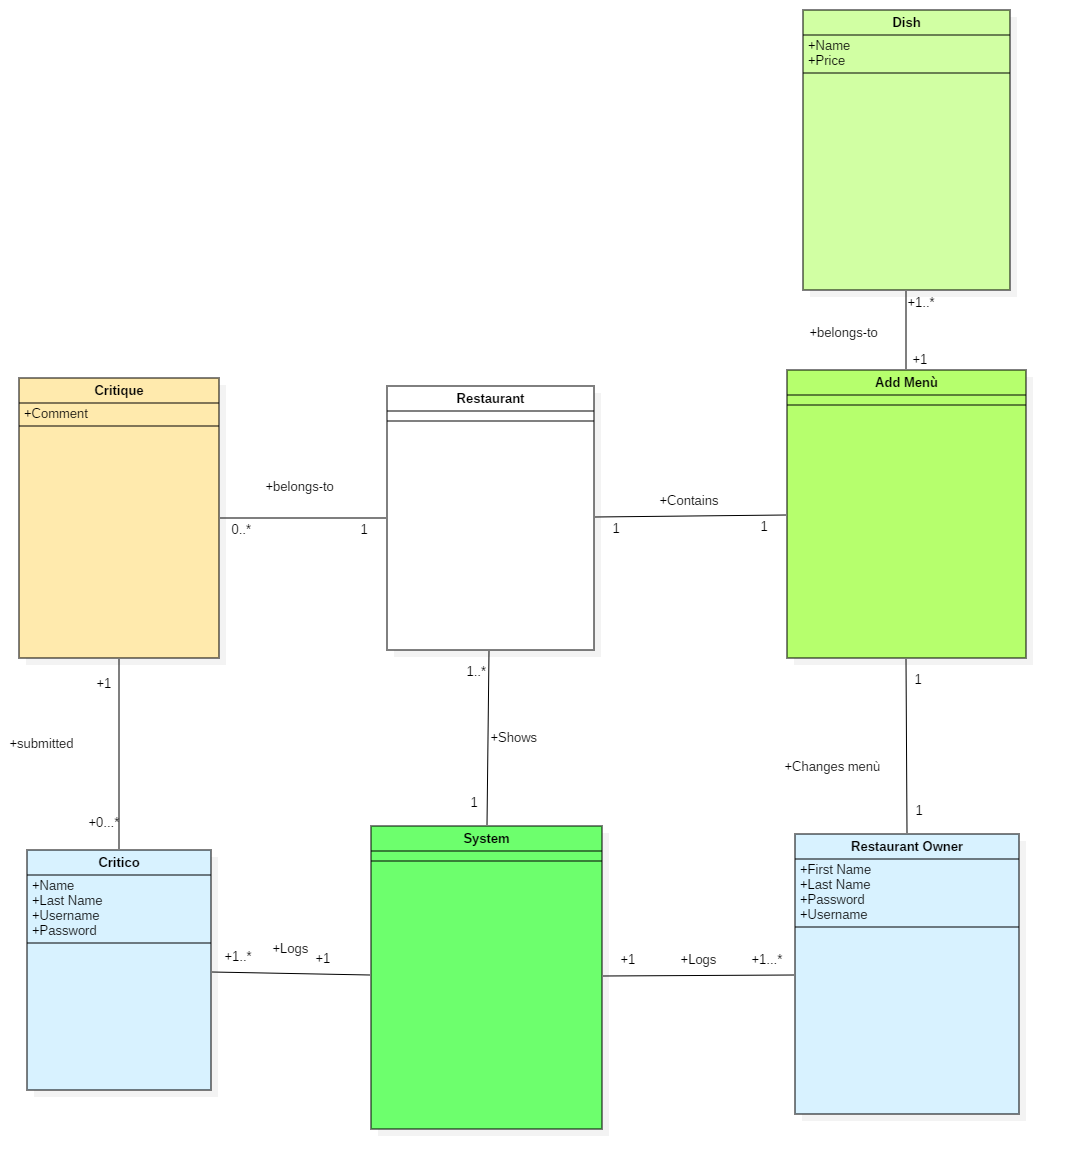 Dish
+Name
+Price
+1..*
+belongs-to
+1
Add Menù
Critique
+Comment
Restaurant
+belongs-to
0..*
1
+Contains
1
1
+1
+submitted
+0...*
1..*
+Shows
1
1
+Changes menù
1
Critico
+Name
+Last Name
+Username
+Password
System
Restaurant Owner
+First Name
+Last Name
+Password
+Username
+1..*
+Logs
+1
+1
+Logs
+1...*